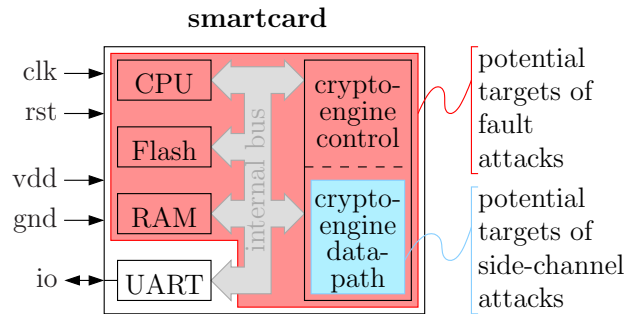 smartcard
clk
rst
vdd
gnd
io
CPU
Flash
RAM
UART
internal bus
crypto-
engine
control
crypto-
engine
data-
path
potential
targets of
fault
attacks
potential
targets of
side-channel
attacks